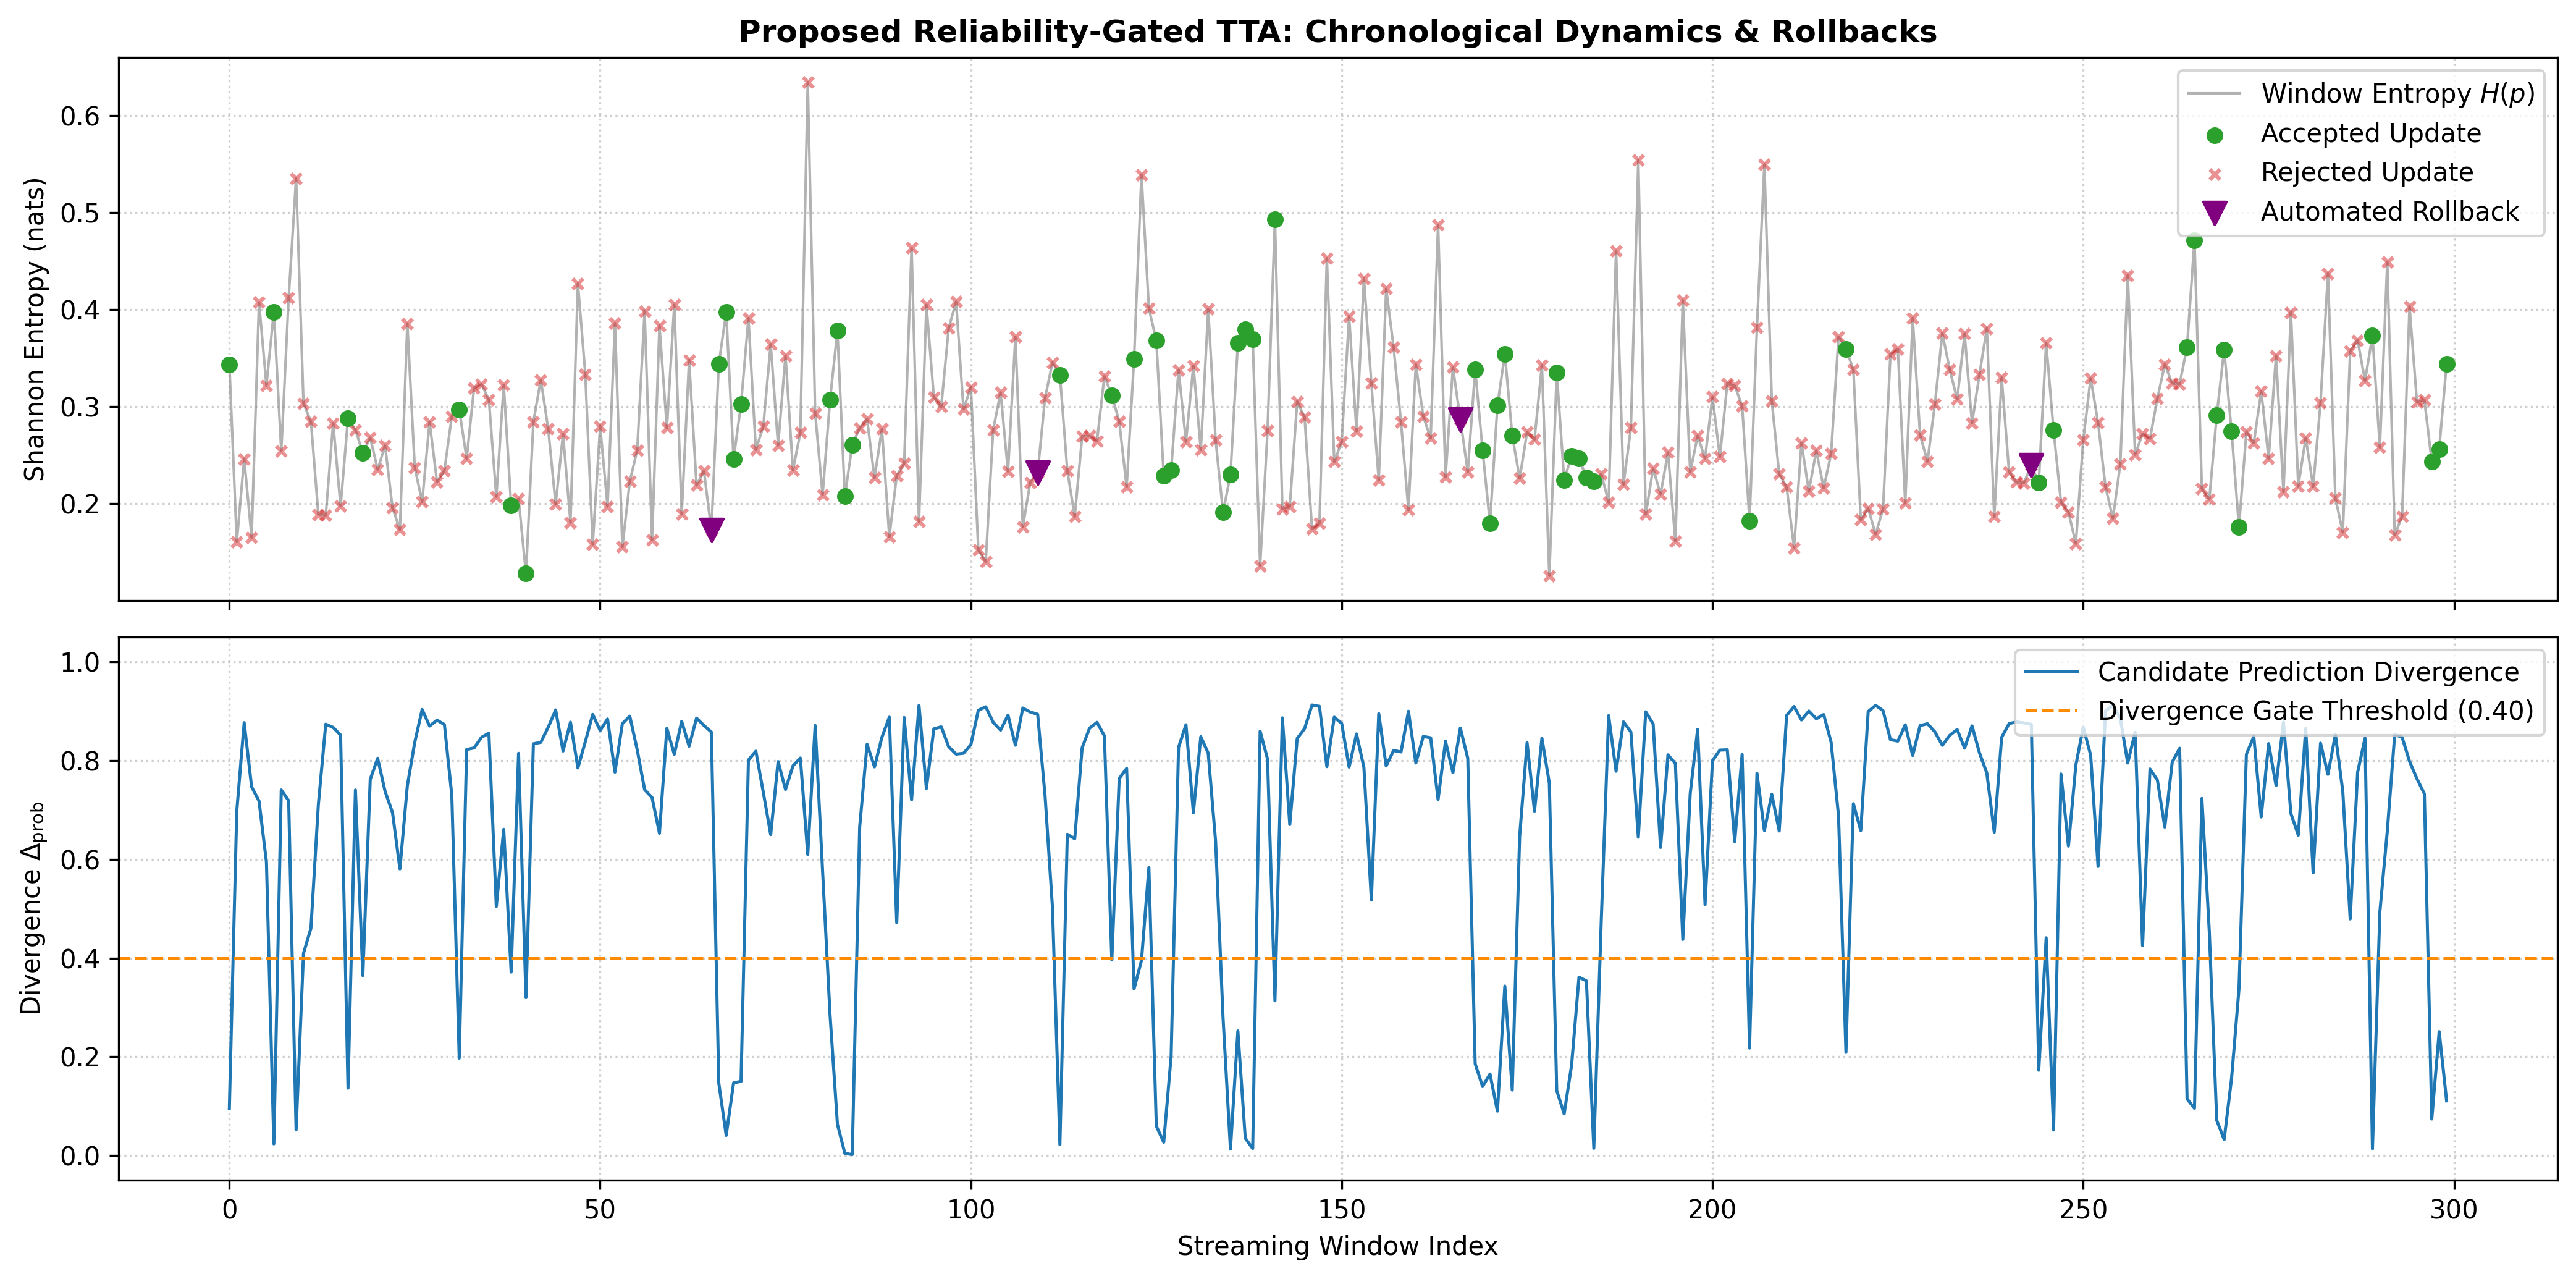 Proposed Reliability-Gated TTA: Chronological Dynamics & Rollbacks
Shannon Entropy (nats)
0.6
0.5
0.4
0.3
0.2
Window Entropy H(p)
Accepted Update
Rejected Update
Automated Rollback
Divergence Δprob
1.0
0.8
0.6
0.4
0.2
0.0
Candidate Prediction Divergence
Divergence Gate Threshold (0.40)
0 50 100 150 200 250 300
Streaming Window Index